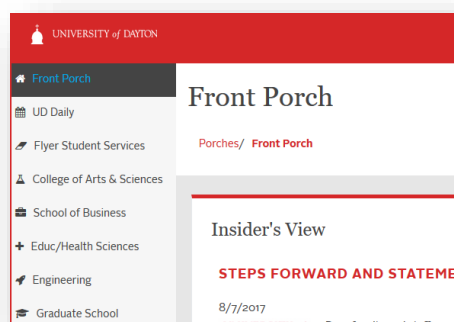 UNIVERSITY of DAYTON
Front Porch
UD Daily
Flyer Student Services
College of Arts & Sciences
School of Business
Educ/Health Sciences
Engineering
Graduate School
Front Porch
Porches/ Front Porch
Insider's View
STEPS FORWARD AND STATEME
8/7/2017